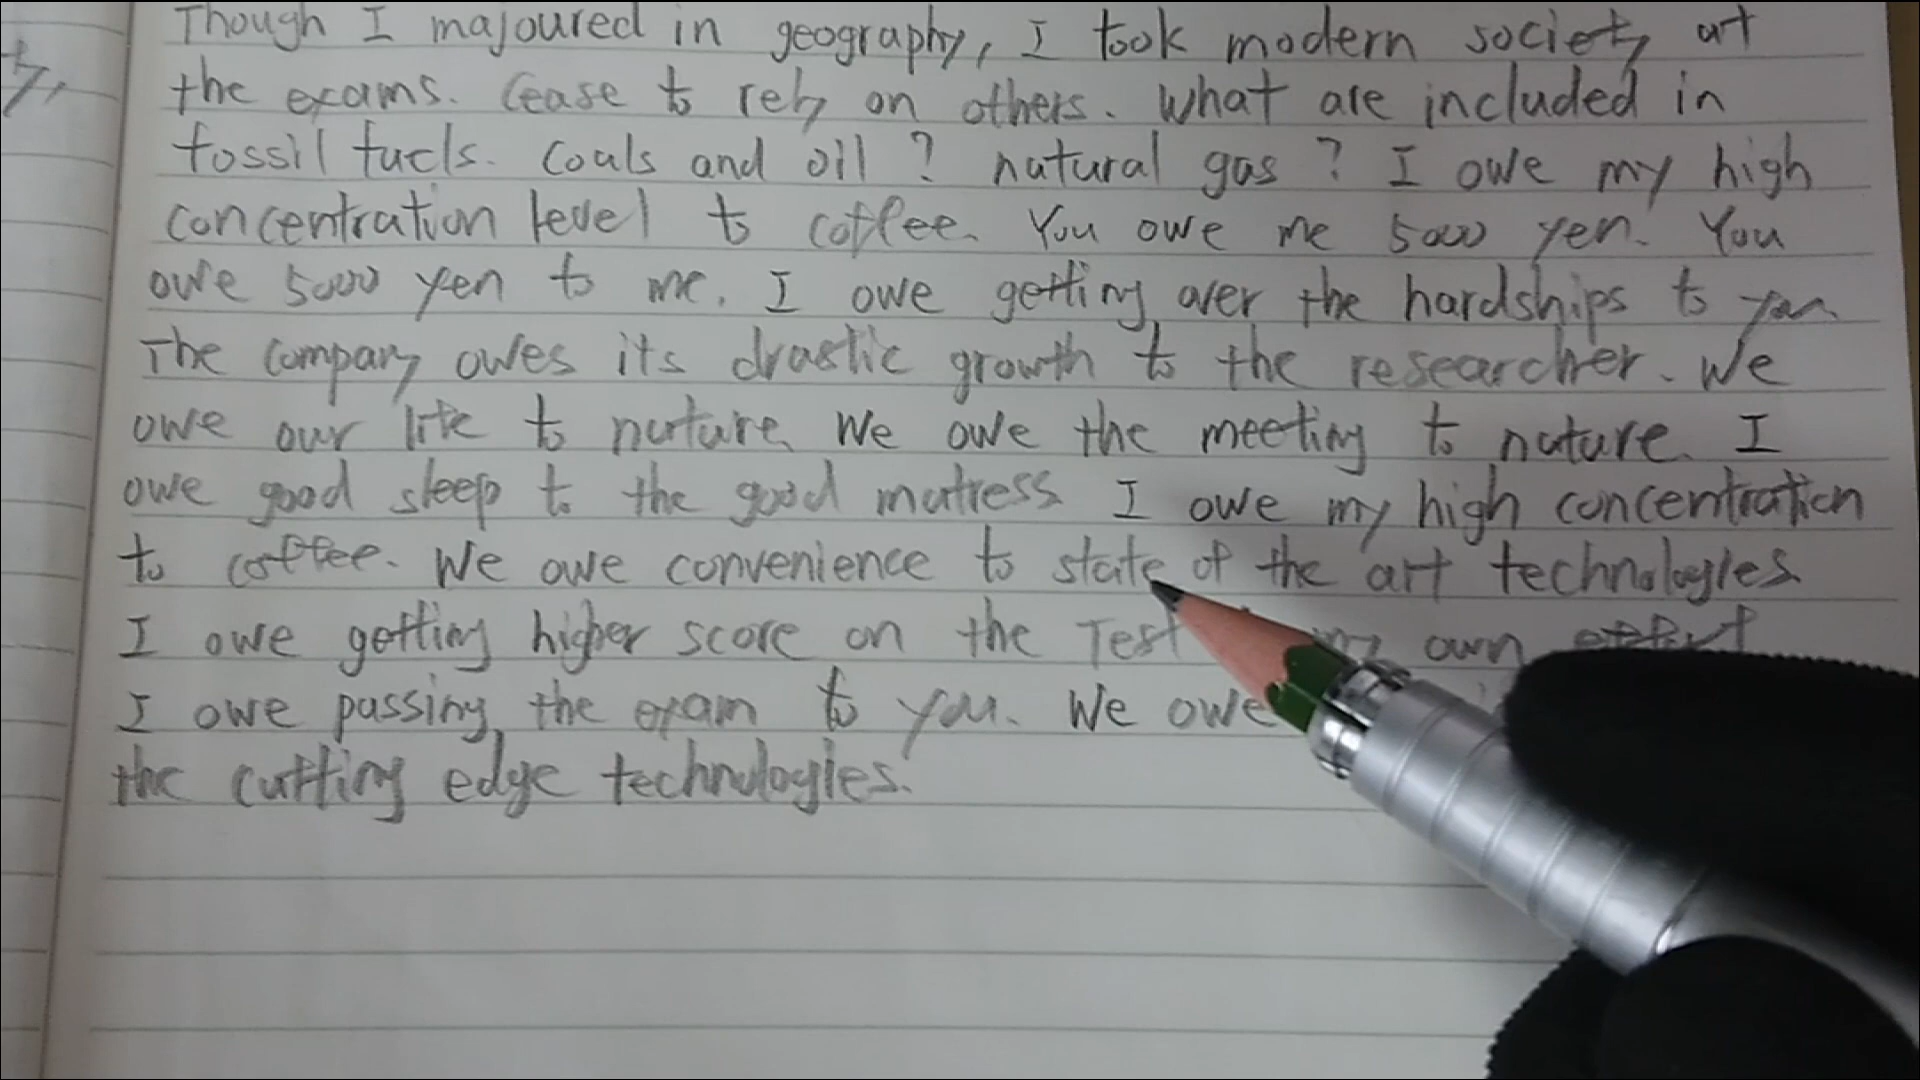 Though I majoured in geography, I took modern society at
the exams. Cease to rely on others. What are included in
fossil fuels. Coals and oil ? natural gas ? I owe my high
concentration level to coffee. You owe me 5000 yen. You
owe 5000 yen to me. I owe getting over the hardships to you.
The company owes its drastic growth to the researcher. We
owe our life to nature. We owe the meeting to nature. I
owe good sleep to the good matress. I owe my high concentration
to coffee. We owe convenience to state of the art technologies.
I owe getting higher score on the Test my own effort
I owe passing the exam to you. We owe
the cutting edge technologies.